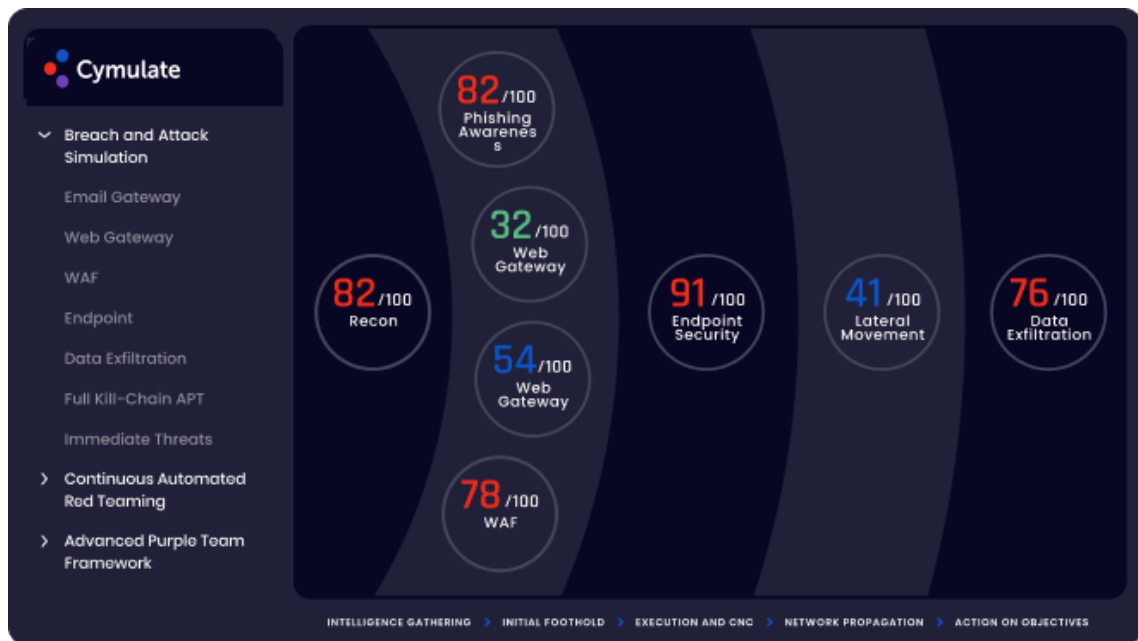 Cymulate
Breach and Attack
Simulation
Email Gateway
Web Gateway
WAF
Endpoint
Data Exfiltration
Full Kill-Chain APT
Immediate Threats
Continuous Automated
Red Teaming
Advanced Purple Team
Framework
82/100
Recon
82/100
Phishing
Awarenes
s
32/100
Web
Gateway
54/100
Web
Gateway
78/100
WAF
91/100
Endpoint
Security
41/100
Lateral
Movement
76/100
Data
Exfiltration
INTELLIGENCE GATHERING > INITIAL FOOTHOLD > EXECUTION AND CNC > NETWORK PROPAGATION > ACTION ON OBJECTIVES